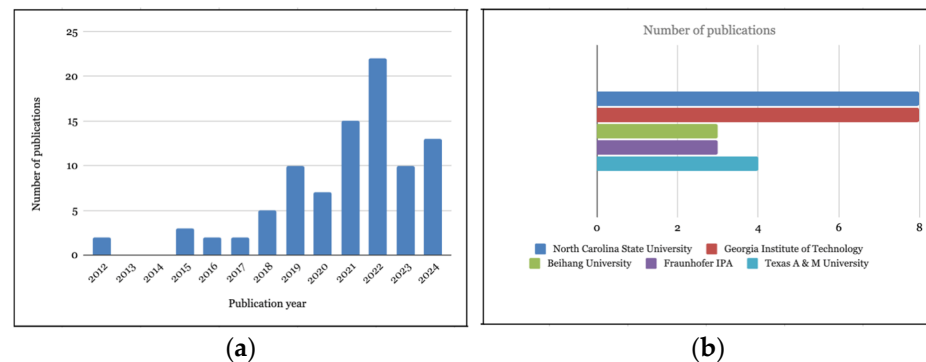 25
20
15
10
5
0
Number of publications
2012 2013 2014 2015 2016 2017 2018 2019 2020 2021 2022 2023 2024
Publication year
(a)
Number of publications
0 2 4 6 8
North Carolina State University Georgia Institute of Technology
Beihang University Fraunhofer IPA Texas A & M University
(b)